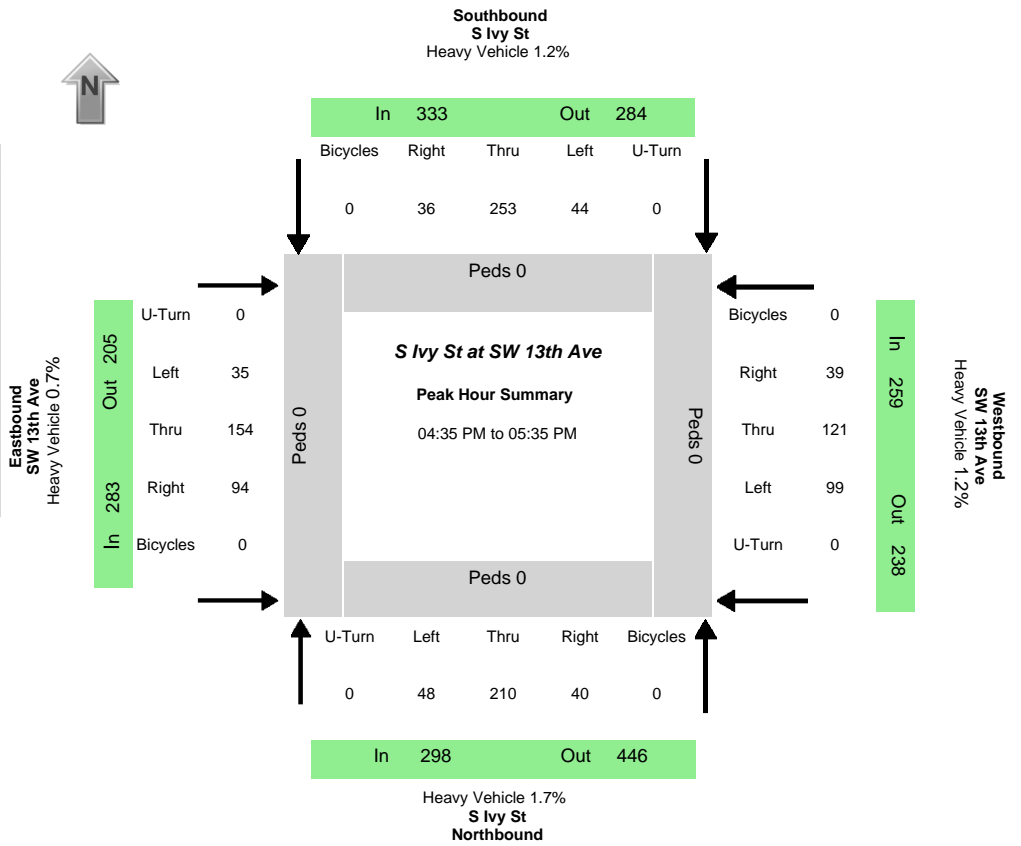 Southbound
S Ivy St
Heavy Vehicle 1.2%
N
In 333 Out 284
Bicycles Right Thru Left U-Turn
0 36 253 44 0
Peds 0
Eastbound
SW 13th Ave
Heavy Vehicle 0.7%
Out 205
In 283
U-Turn 0
Left 35
Thru 154
Right 94
Bicycles 0
Peds 0
S Ivy St at SW 13th Ave
Peak Hour Summary
04:35 PM to 05:35 PM
Peds 0
Bicycles 0
Right 39
Thru 121
Left 99
U-Turn 0
In 259
Out 238
Westbound
SW 13th Ave
Heavy Vehicle 1.2%
Peds 0
U-Turn Left Thru Right Bicycles
0 48 210 40 0
In 298 Out 446
Heavy Vehicle 1.7%
S Ivy St
Northbound